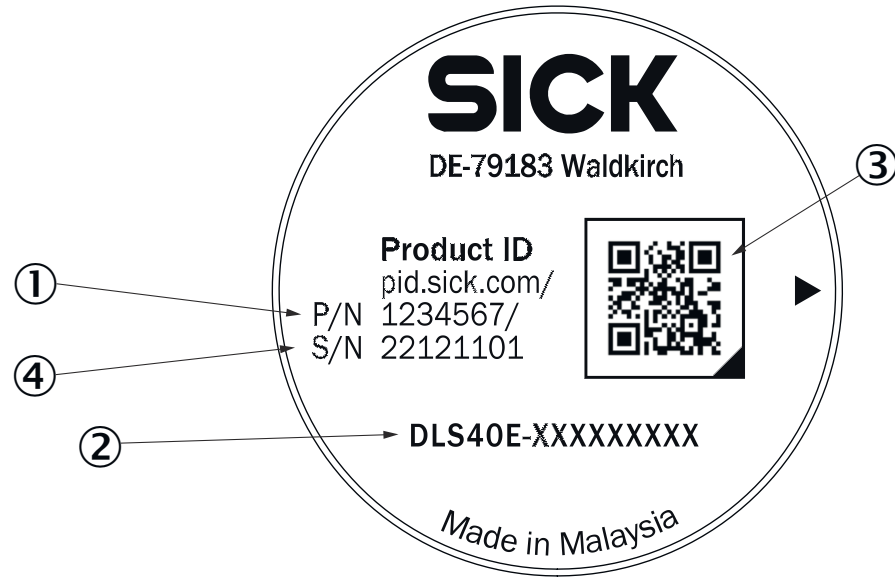 SICK
DE-79183 Waldkirch
③
Product ID
pid.sick.com/
① P/N 1234567/
④ S/N 22121101
② DLS40E-XXXXXXXXX
Made in Malaysia